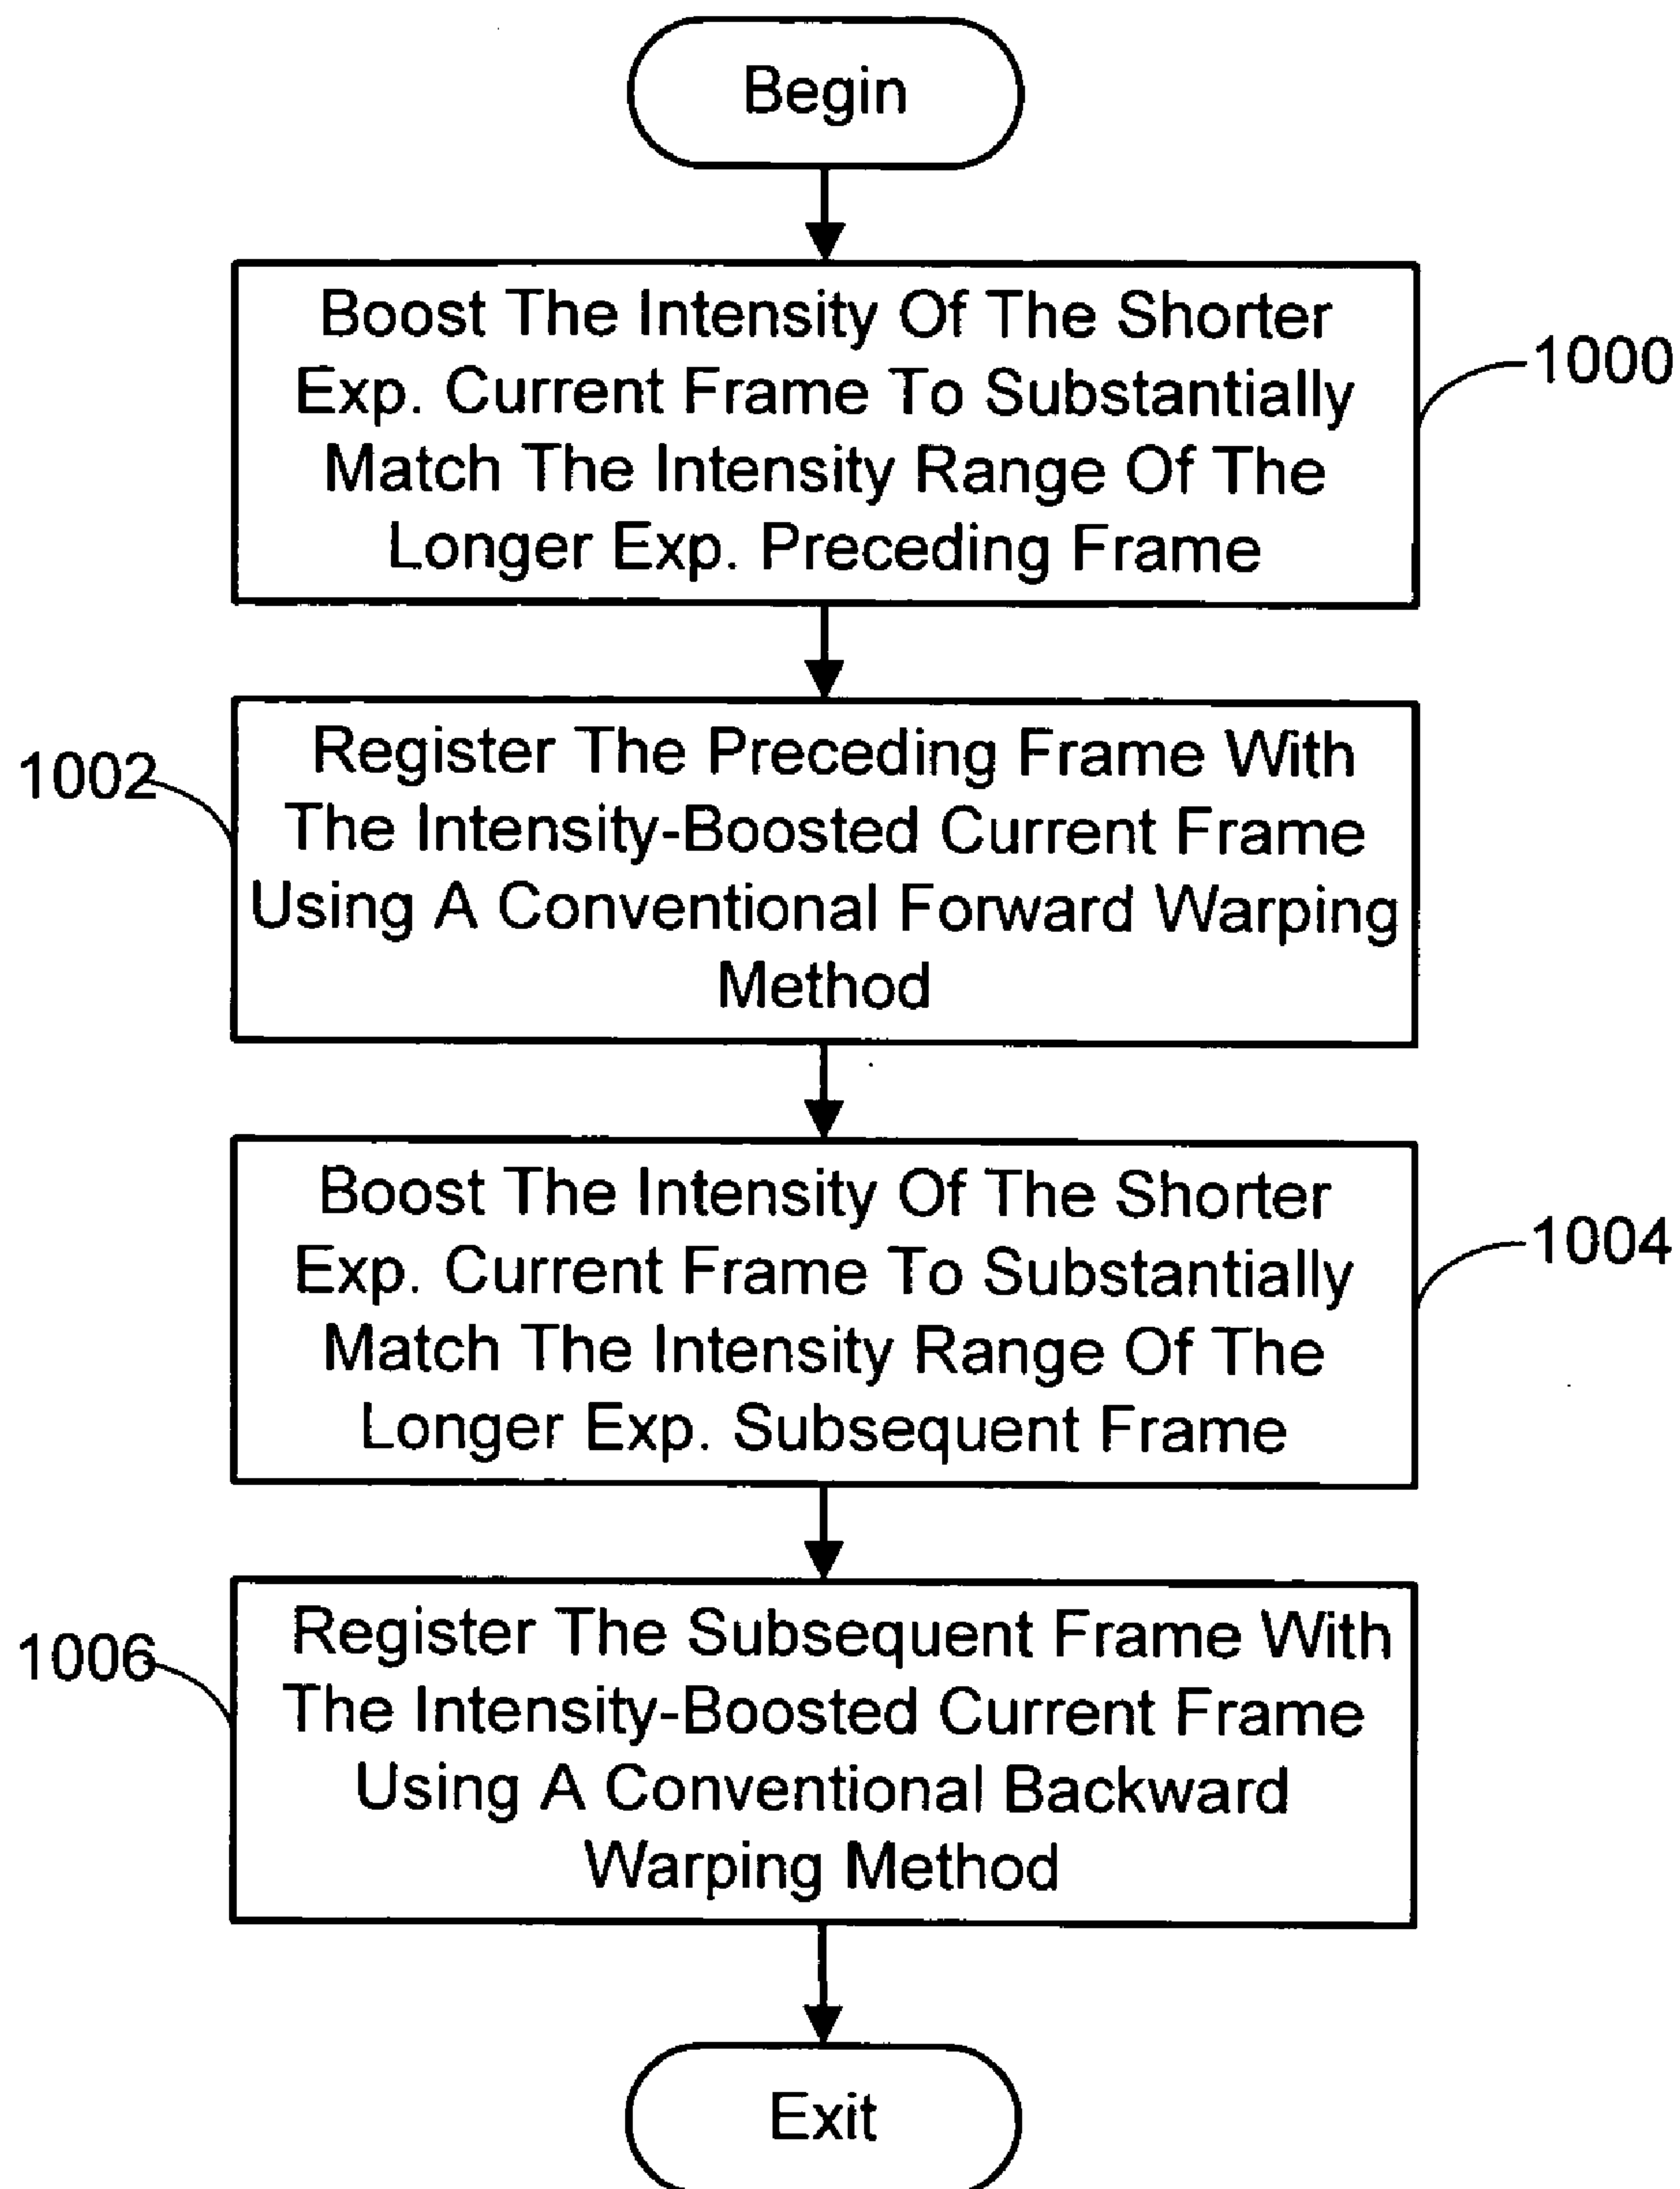 Begin
Boost The Intensity Of The Shorter
Exp. Current Frame To Substantially
Match The Intensity Range Of The
Longer Exp. Preceding Frame
1000
Register The Preceding Frame With
The Intensity-Boosted Current Frame
Using A Conventional Forward Warping
Method
1002
Boost The Intensity Of The Shorter
Exp. Current Frame To Substantially
Match The Intensity Range Of The
Longer Exp. Subsequent Frame
1004
Register The Subsequent Frame With
The Intensity-Boosted Current Frame
Using A Conventional Backward
Warping Method
1006
Exit